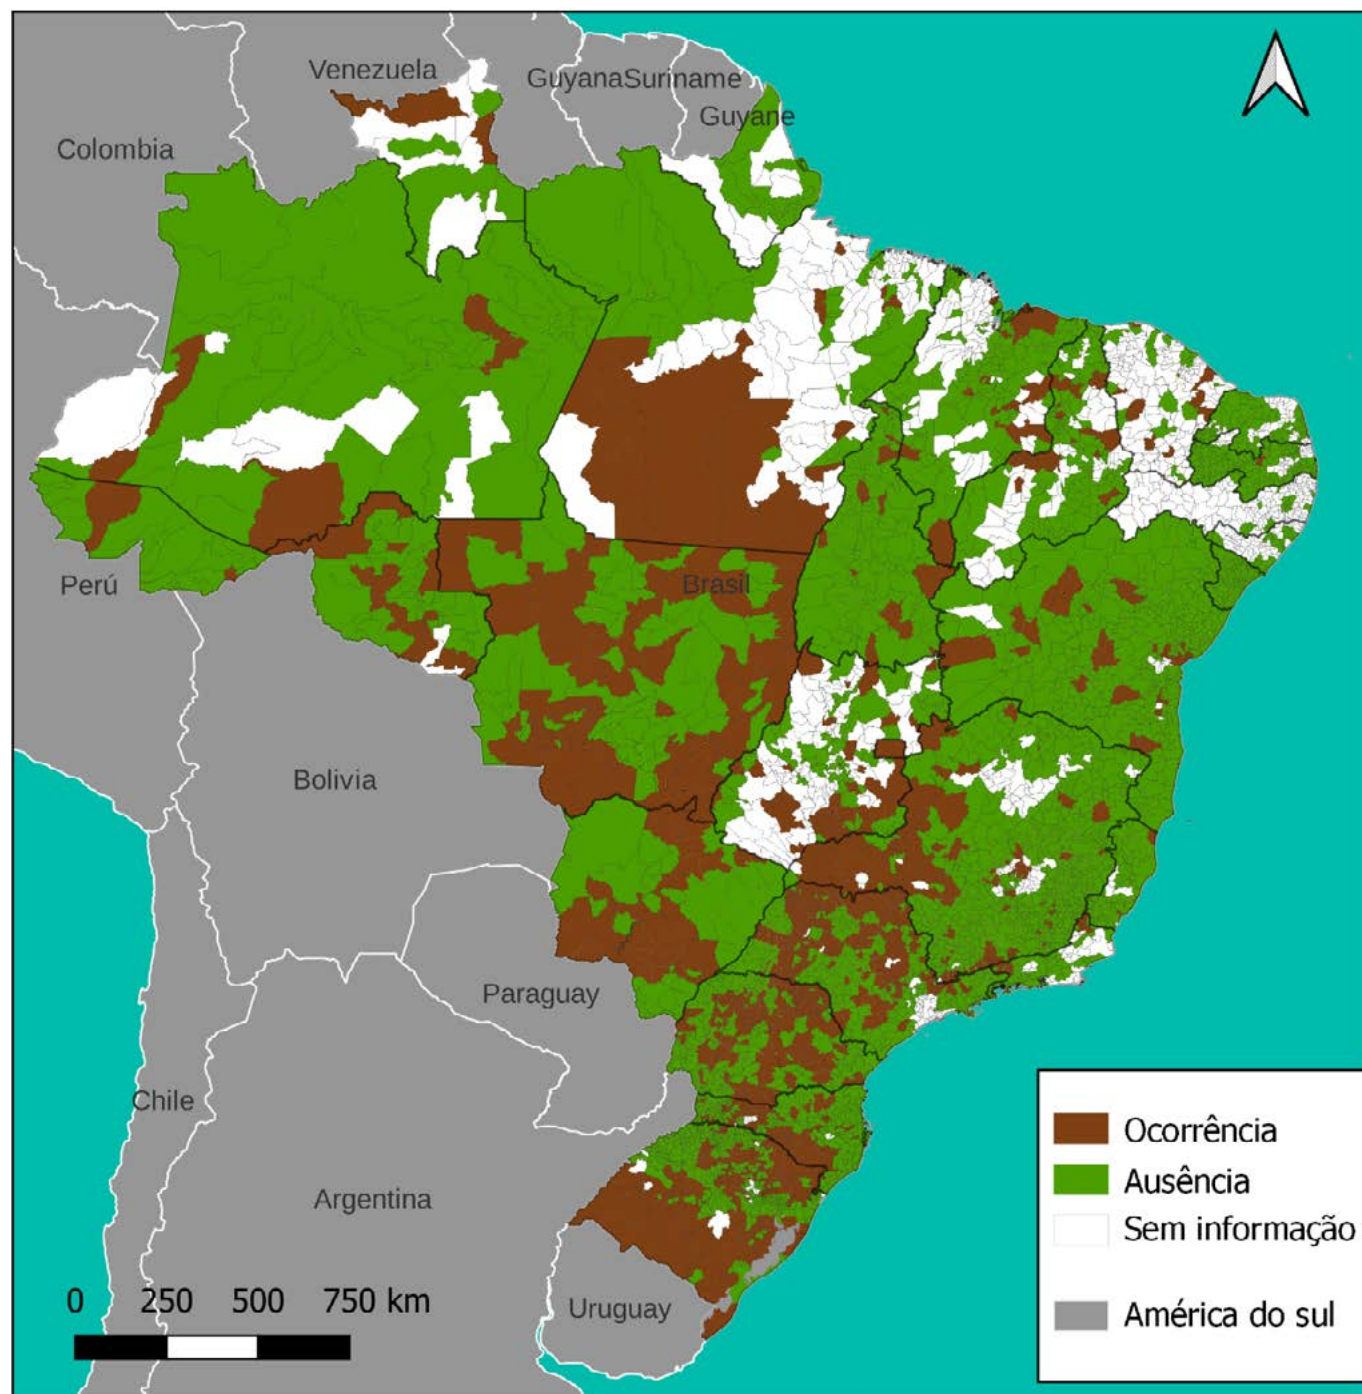 Venezuela
GuyanaSuriname
Guyane
Colombia
Perú
Brasil
Bolivia
Paraguay
Chile
Argentina
Uruguay
0 250 500 750 km
Ocorrência
Ausência
Sem informação
América do sul